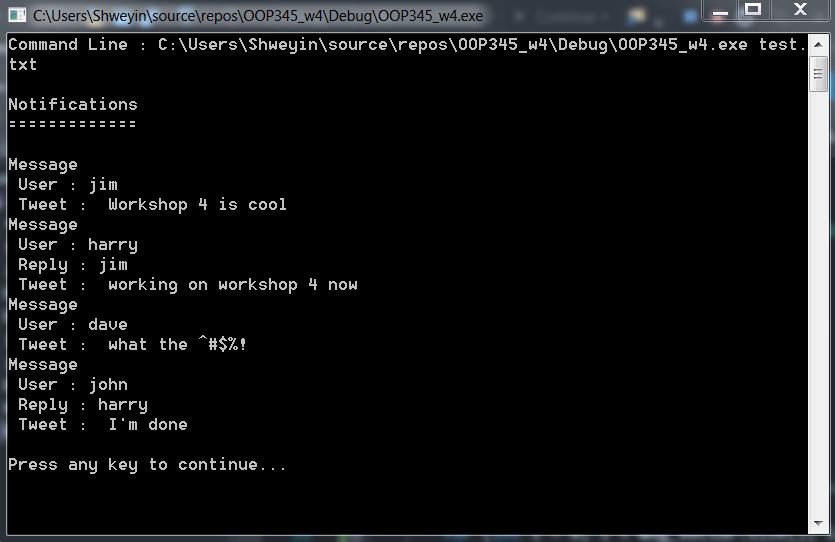 C:\Users\Shweyin\source\repos\OOP345_w4\Debug\OOP345_w4.exe
Command Line : C:\Users\Shweyin\source\repos\OOP345_w4\Debug\OOP345_w4.exe test.
txt
Notifications
=============
Message
User : jim
Tweet :  Workshop 4 is cool
Message
User : harry
Reply : jim
Tweet :  working on workshop 4 now
Message
User : dave
Tweet :  what the ^#$%!
Message
User : john
Reply : harry
Tweet :  I'm done
Press any key to continue...